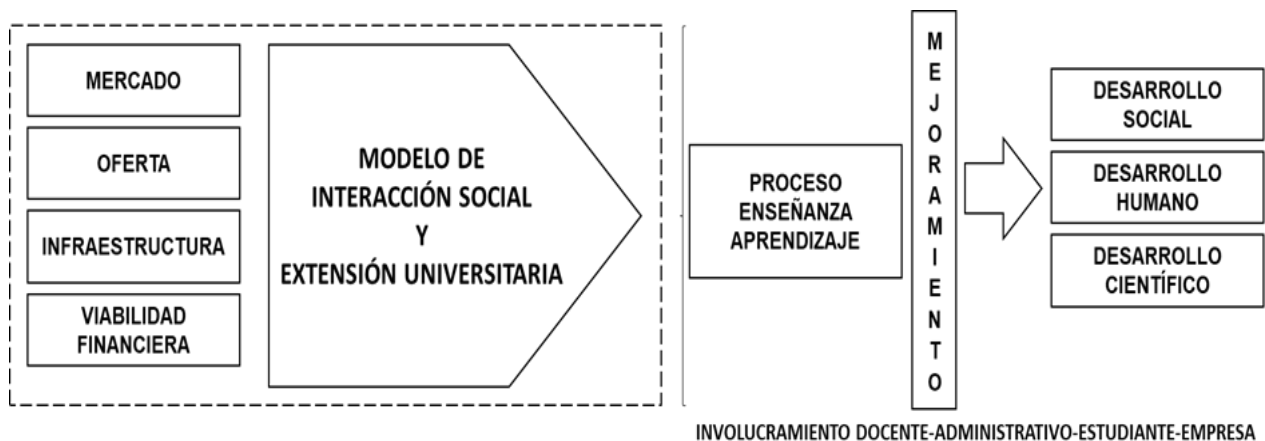 MERCADO
OFERTA
INFRAESTRUCTURA
VIABILIDAD
FINANCIERA
MODELO DE
INTERACCIÓN SOCIAL
Y
EXTENSIÓN UNIVERSITARIA
PROCESO
ENSEÑANZA
APRENDIZAJE
M
E
J
O
R
A
M
I
E
N
T
O
DESARROLLO
SOCIAL
DESARROLLO
HUMANO
DESARROLLO
CIENTÍFICO
INVOLUCRAMIENTO DOCENTE-ADMINISTRATIVO-ESTUDIANTE-EMPRESA